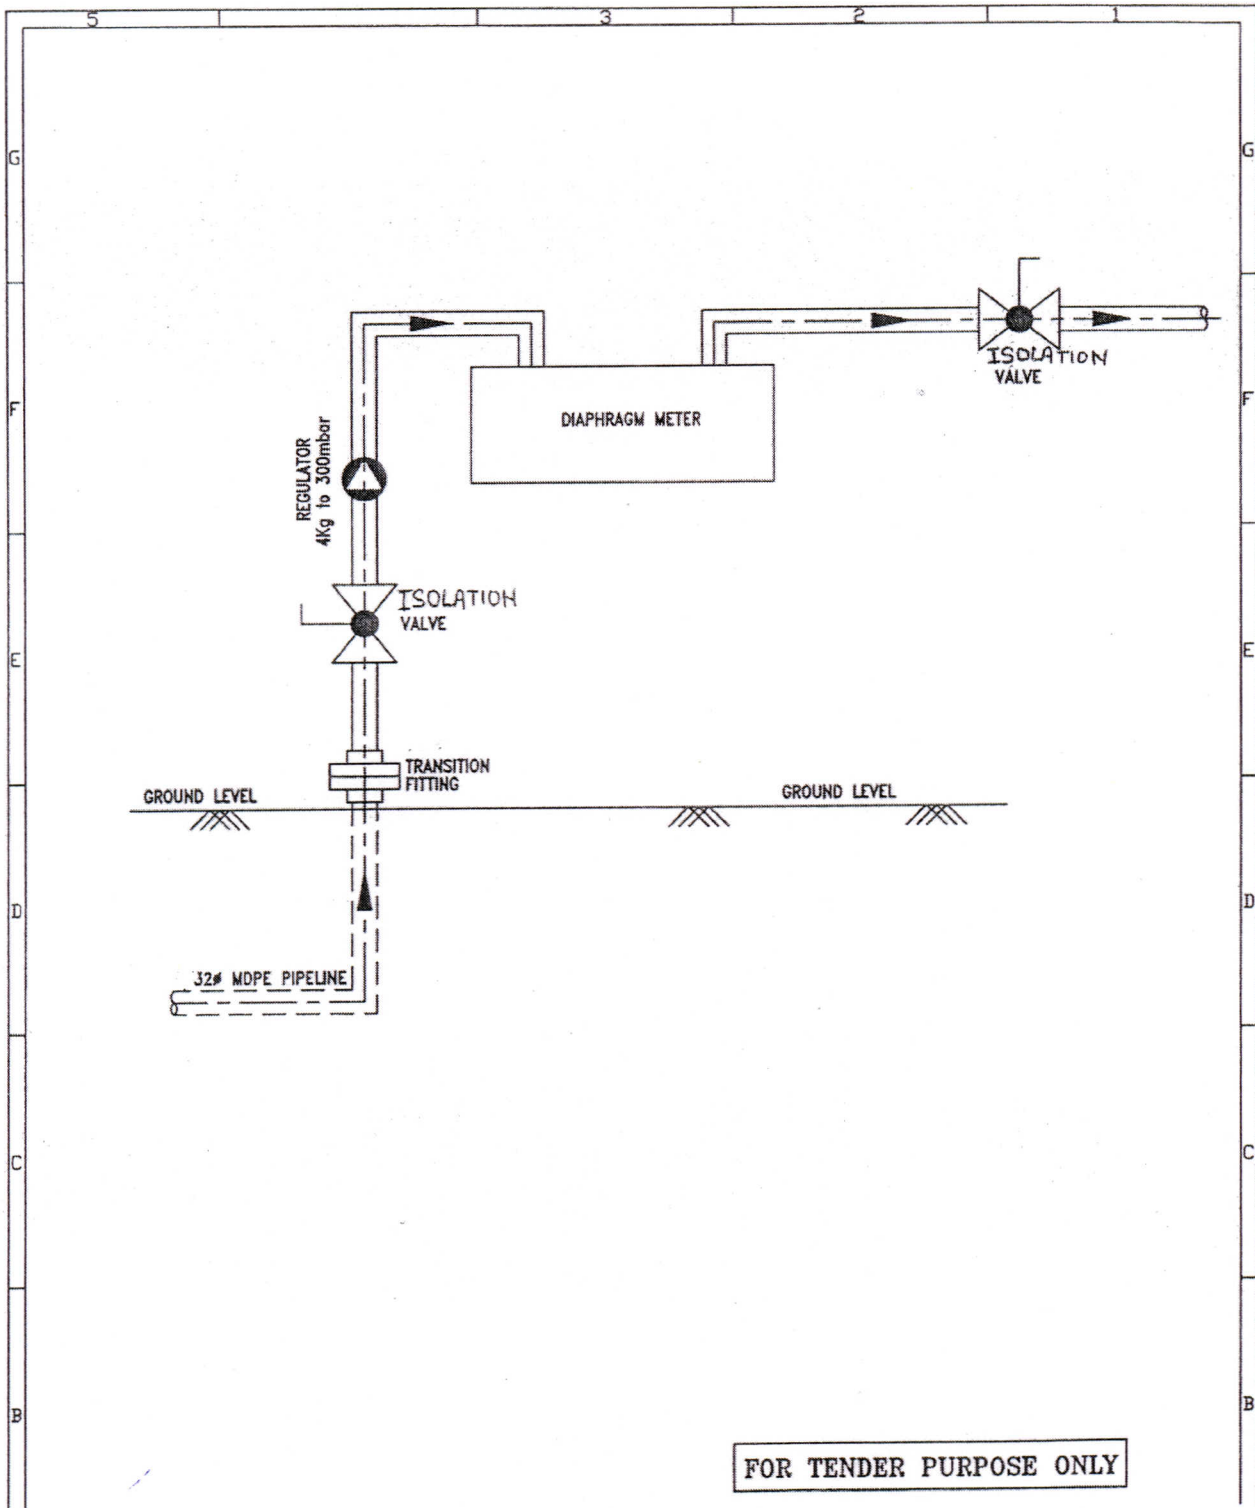 5 3 2 1
G G
ISOLATION
VALVE
F F
DIAPHRAGM METER
REGULATOR
4Kg to 300mbar
ISOLATION
VALVE
E E
TRANSITION
FITTING
GROUND LEVEL GROUND LEVEL
D D
32ø MDPE PIPELINE
C C
B B
FOR TENDER PURPOSE ONLY